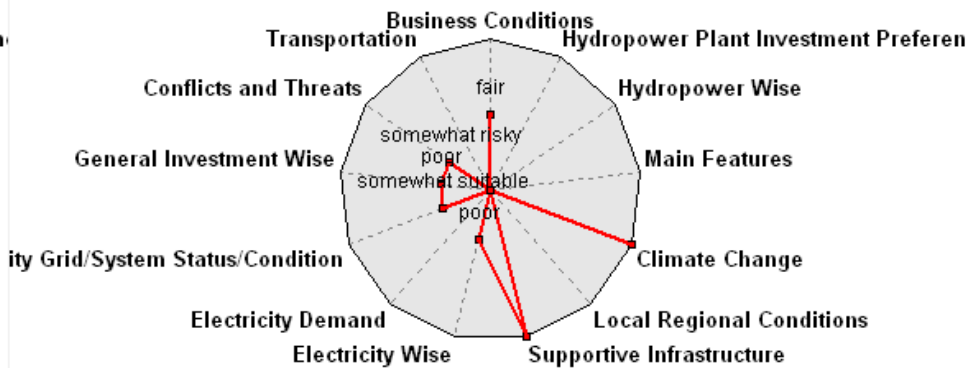 Business Conditions
Transportation
Hydropower Plant Investment Preferen
Conflicts and Threats
fair
Hydropower Wise
somewhat risky
General Investment Wise
poor
Main Features
somewhat suitable
poor
ity Grid/System Status/Condition
Climate Change
Electricity Demand
Local Regional Conditions
Electricity Wise
Supportive Infrastructure